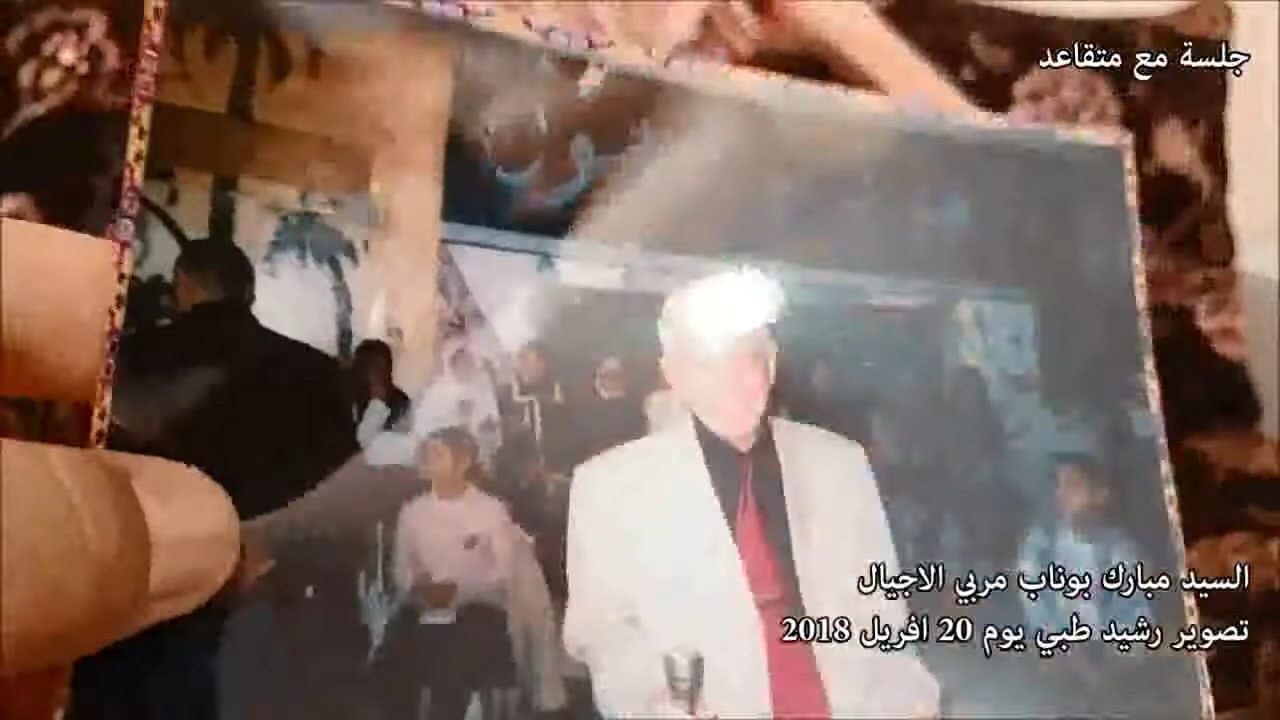 جلسة مع متقاعد
السيد مبارك بوناب مربي الاجيال
تصوير رشيد طبي يوم 20 افريل 2018